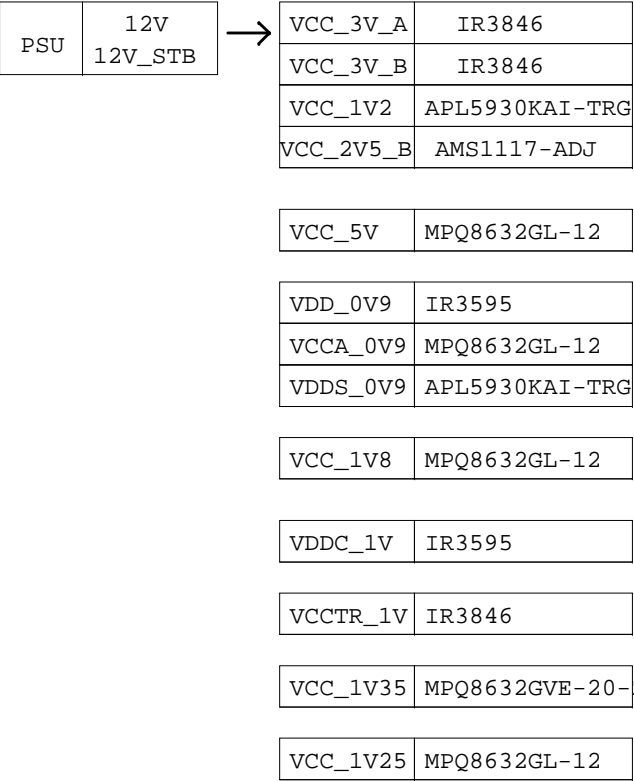 PSU
12V
12V_STB
VCC_3V_A IR3846
VCC_3V_B IR3846
VCC_1V2 APL5930KAI-TRG
VCC_2V5_B AMS1117-ADJ
VCC_5V MPQ8632GL-12
VDD_0V9 IR3595
VCCA_0V9 MPQ8632GL-12
VDDS_0V9 APL5930KAI-TRG
VCC_1V8 MPQ8632GL-12
VDDC_1V IR3595
VCCTR_1V IR3846
VCC_1V35 MPQ8632GVE-20-
VCC_1V25 MPQ8632GL-12